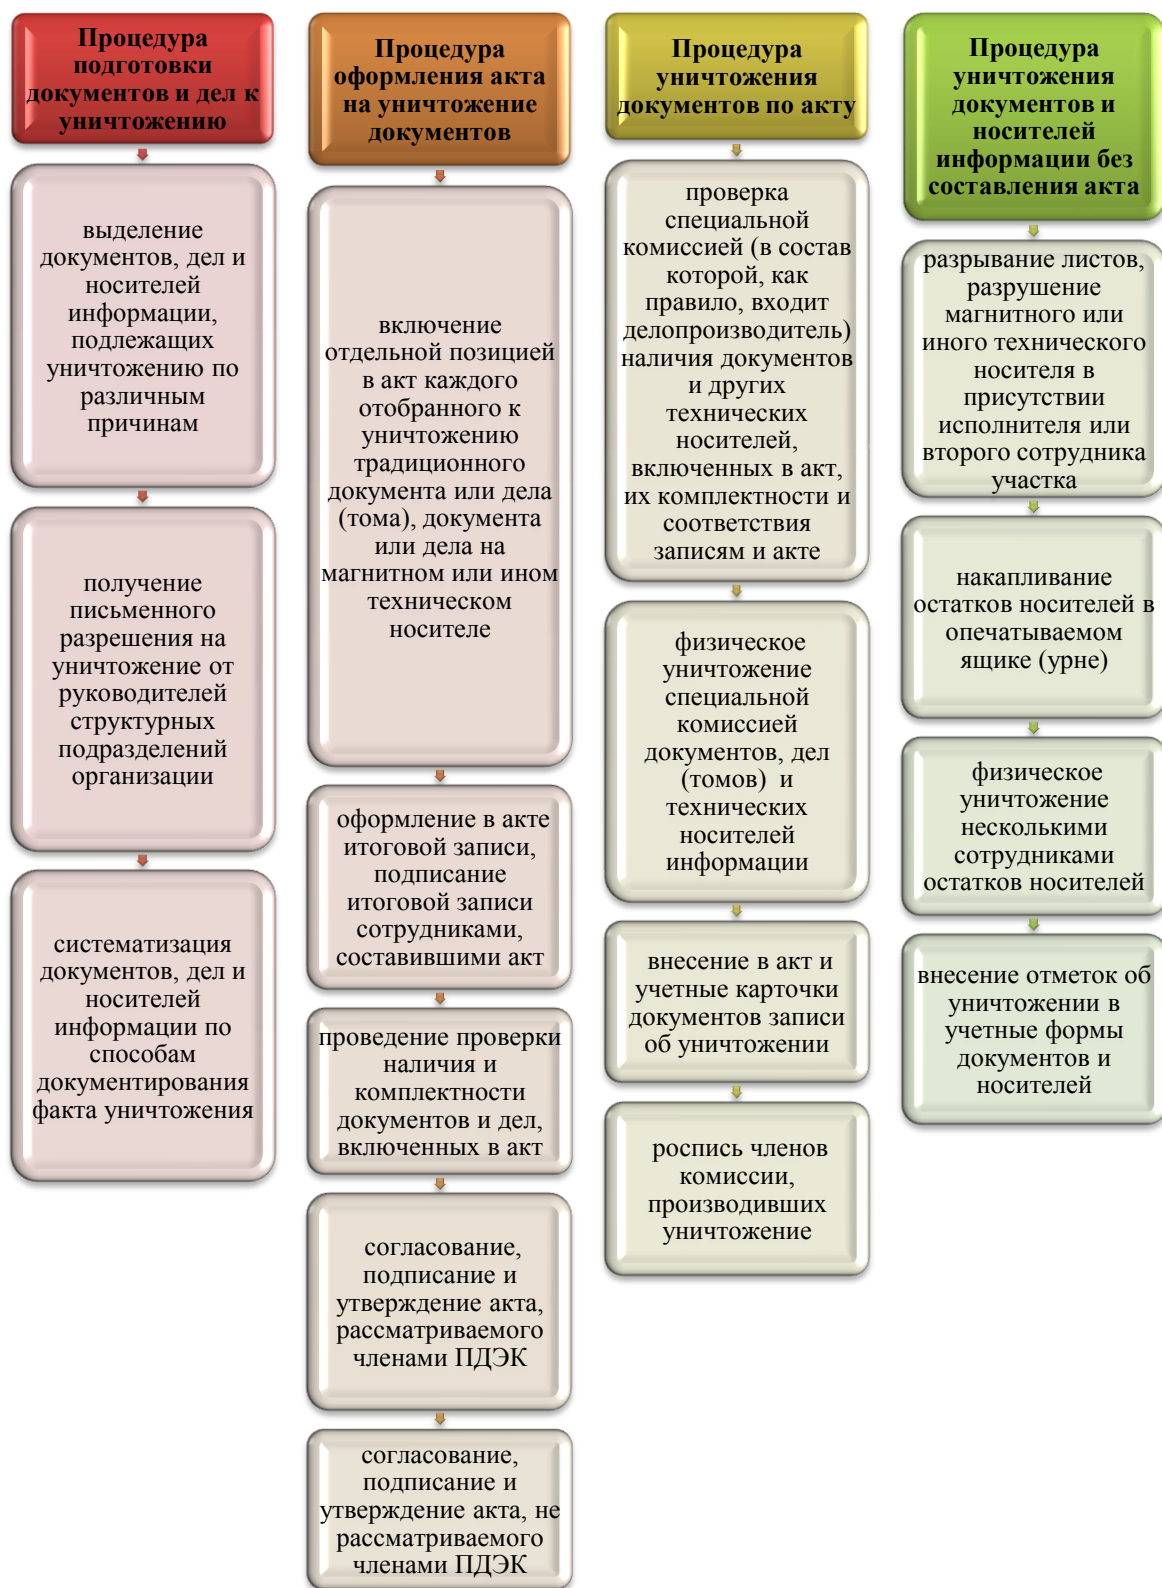 Процедура
подготовки
документов и дел к
уничтожению
выделение
документов, дел и
носителей
информации,
подлежащих
уничтожению по
различным
причинам
получение
письменного
разрешения на
уничтожение от
руководителей
структурных
подразделений
организации
систематизация
документов, дел и
носителей
информации по
способам
документирования
факта уничтожения
Процедура
оформления акта
на уничтожение
документов
включение
отдельной позицией
в акт каждого
отобранного к
уничтожению
традиционного
документа или дела
(тома), документа
или дела на
магнитном или ином
техническом
носителе
оформление в акте
итоговой записи,
подписание
итоговой записи
сотрудниками,
составившими акт
проведение проверки
наличия и
комплектности
документов и дел,
включенных в акт
согласование,
подписание и
утверждение акта,
рассматриваемого
членами ПДЭК
согласование,
подписание и
утверждение акта, не
рассматриваемого
членами ПДЭК
Процедура
уничтожения
документов по акту
проверка
специальной
комиссией (в состав
которой, как
правило, входит
делопроизводитель)
наличия документов
и других
технических
носителей,
включенных в акт,
их комплектности и
соответствия
записям и акте
физическое
уничтожение
специальной
комиссией
документов, дел
(томов) и
технических
носителей
информации
внесение в акт и
учетные карточки
документов записи
об уничтожении
роспись членов
комиссии,
производивших
уничтожение
Процедура
уничтожения
документов и
носителей
информации без
составления акта
разрывание листов,
разрушение
магнитного или
иного технического
носителя в
присутствии
исполнителя или
второго сотрудника
участка
накапливание
остатков носителей в
опечатываемом
ящике (урне)
физическое
уничтожение
несколькими
сотрудниками
остатков носителей
внесение отметок об
уничтожении в
учетные формы
документов и
носителей